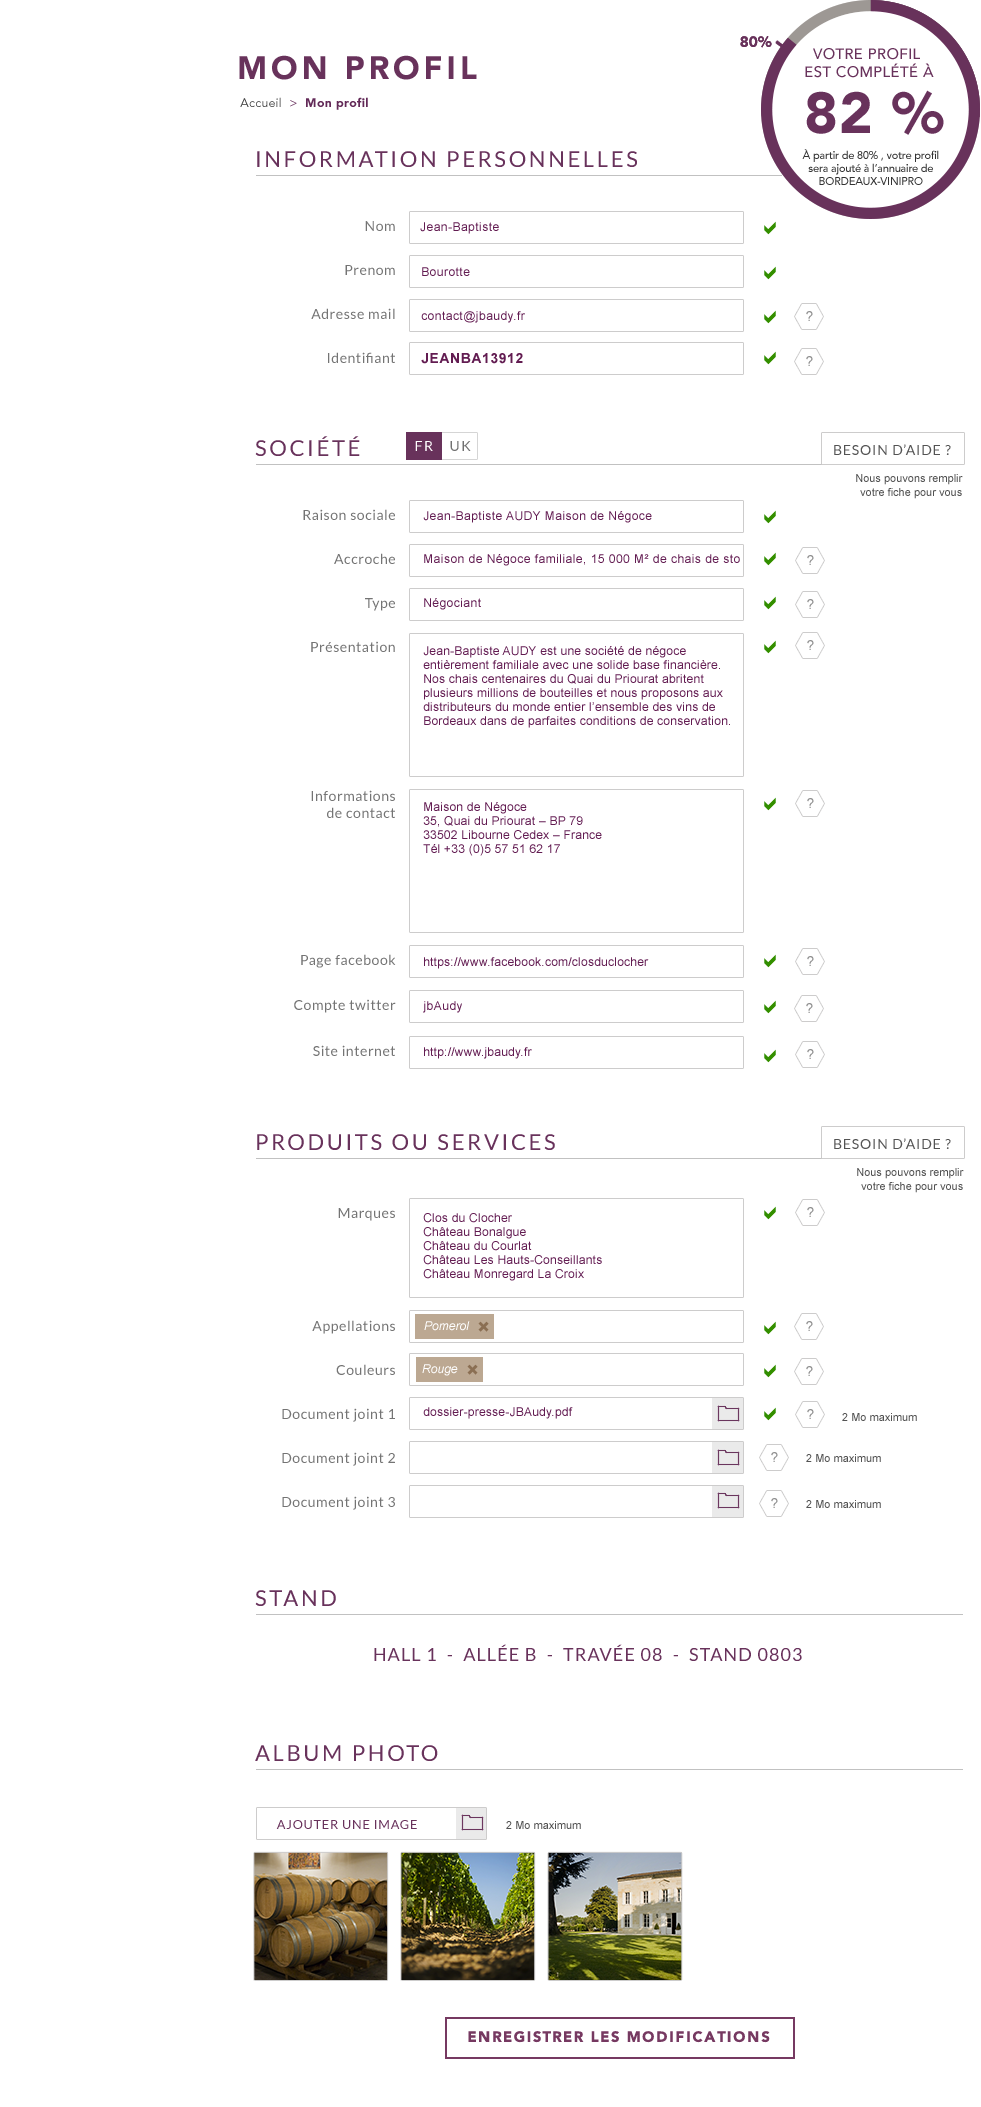 MON PROFIL
Accueil > Mon profil
80%
VOTRE PROFIL
EST COMPLÉTÉ À
82 %
À partir de 80% , votre profil
sera ajouté à l'annuaire de
BORDEAUX-VINIPRO
INFORMATION PERSONNELLES
Nom Jean-Baptiste
Prenom Bourotte
Adresse mail contact@jbaudy.fr ?
Identifiant JEANBA13912 ?
SOCIÉTÉ FR UK BESOIN D'AIDE ?
Nous pouvons remplir
votre fiche pour vous
Raison sociale Jean-Baptiste AUDY Maison de Négoce
Accroche Maison de Négoce familiale, 15 000 M² de chais de sto ?
Type Négociant ?
Présentation Jean-Baptiste AUDY est une société de négoce ?
entièrement familiale avec une solide base financière.
Nos chais centenaires du Quai du Priourat abritent
plusieurs millions de bouteilles et nous proposons aux
distributeurs du monde entier l'ensemble des vins de
Bordeaux dans de parfaites conditions de conservation.
Informations
de contact
Maison de Négoce ?
35, Quai du Priourat – BP 79
33502 Libourne Cedex – France
Tél +33 (0)5 57 51 62 17
Page facebook https://www.facebook.com/closduclocher ?
Compte twitter jbAudy ?
Site internet http://www.jbaudy.fr ?
PRODUITS OU SERVICES BESOIN D'AIDE ?
Nous pouvons remplir
votre fiche pour vous
Marques Clos du Clocher ?
Château Bonalgue
Château du Courlat
Château Les Hauts-Conseillants
Château Monregard La Croix
Appellations Pomerol ?
Couleurs Rouge ?
Document joint 1 dossier-presse-JBAudy.pdf ? 2 Mo maximum
Document joint 2 ? 2 Mo maximum
Document joint 3 ? 2 Mo maximum
STAND
HALL 1 - ALLÉE B - TRAVÉE 08 - STAND 0803
ALBUM PHOTO
AJOUTER UNE IMAGE 2 Mo maximum
ENREGISTRER LES MODIFICATIONS